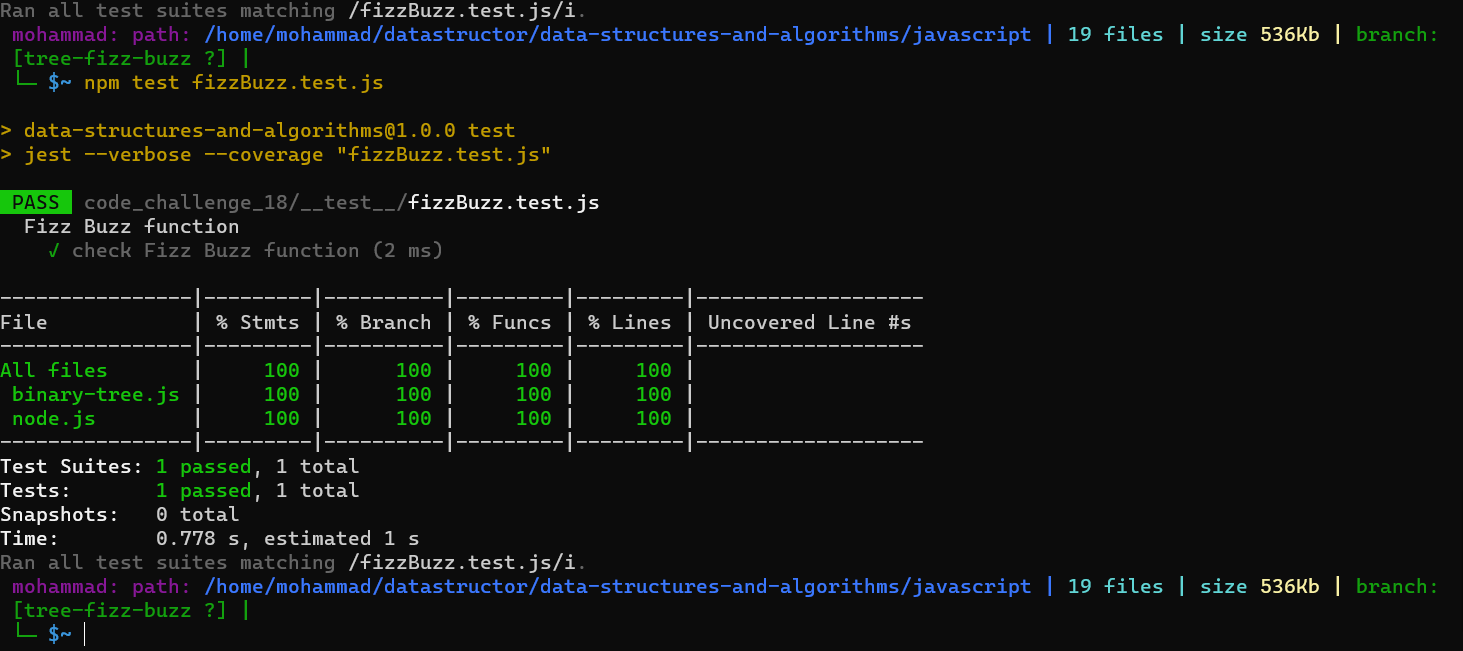 Ran all test suites matching /fizzBuzz.test.js/i.
mohammad: path: /home/mohammad/datastructor/data-structures-and-algorithms/javascript | 19 files | size 536Kb | branch:
[tree-fizz-buzz ?] |
└─ $~ npm test fizzBuzz.test.js
> data-structures-and-algorithms@1.0.0 test
> jest --verbose --coverage "fizzBuzz.test.js"
PASS code_challenge_18/__test__/fizzBuzz.test.js
Fizz Buzz function
√ check Fizz Buzz function (2 ms)
----------------|---------|----------|---------|---------|-------------------
File            | % Stmts | % Branch | % Funcs | % Lines | Uncovered Line #s
----------------|---------|----------|---------|---------|-------------------
All files       |     100 |      100 |     100 |     100 |
 binary-tree.js |     100 |      100 |     100 |     100 |
 node.js        |     100 |      100 |     100 |     100 |
----------------|---------|----------|---------|---------|-------------------
Test Suites: 1 passed, 1 total
Tests:       1 passed, 1 total
Snapshots:   0 total
Time:        0.778 s, estimated 1 s
Ran all test suites matching /fizzBuzz.test.js/i.
mohammad: path: /home/mohammad/datastructor/data-structures-and-algorithms/javascript | 19 files | size 536Kb | branch:
[tree-fizz-buzz ?] |
└─ $~